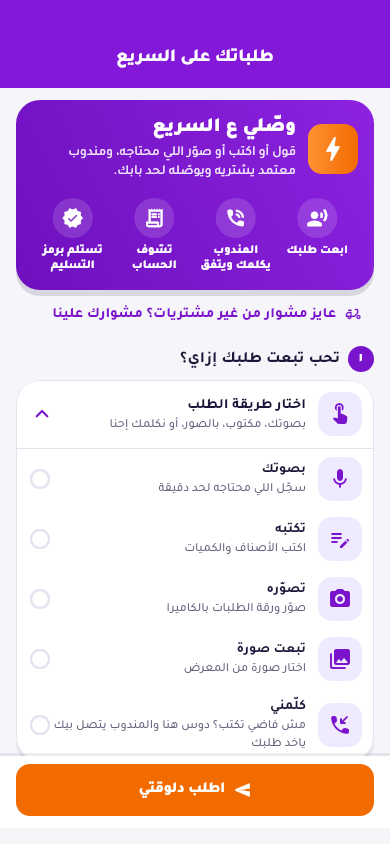 طلباتك على السريع
وصّلي ع السريع
قول أو اكتب أو صوّر اللي محتاجه، ومندوب
معتمد يشتريه ويوصّله لحد بابك.
ابعت طلبك
المندوب
يكلمك ويتفق
تشوف
الحساب
تستلم برمز
التسليم
عايز مشوار من غير مشتريات؟ مشوارك علينا
١
تحب تبعت طلبك إزاي؟
اختار طريقة الطلب
بصوتك، مكتوب، بالصور، أو نكلمك إحنا
بصوتك
سجّل اللي محتاجه لحد دقيقة
تكتبه
اكتب الأصناف والكميات
تصوّره
صوّر ورقة الطلبات بالكاميرا
تبعت صورة
اختار صورة من المعرض
كلّمني
مش فاضي تكتب؟ دوس هنا والمندوب يتصل بيك
ياخد طلبك
اطلب دلوقتي